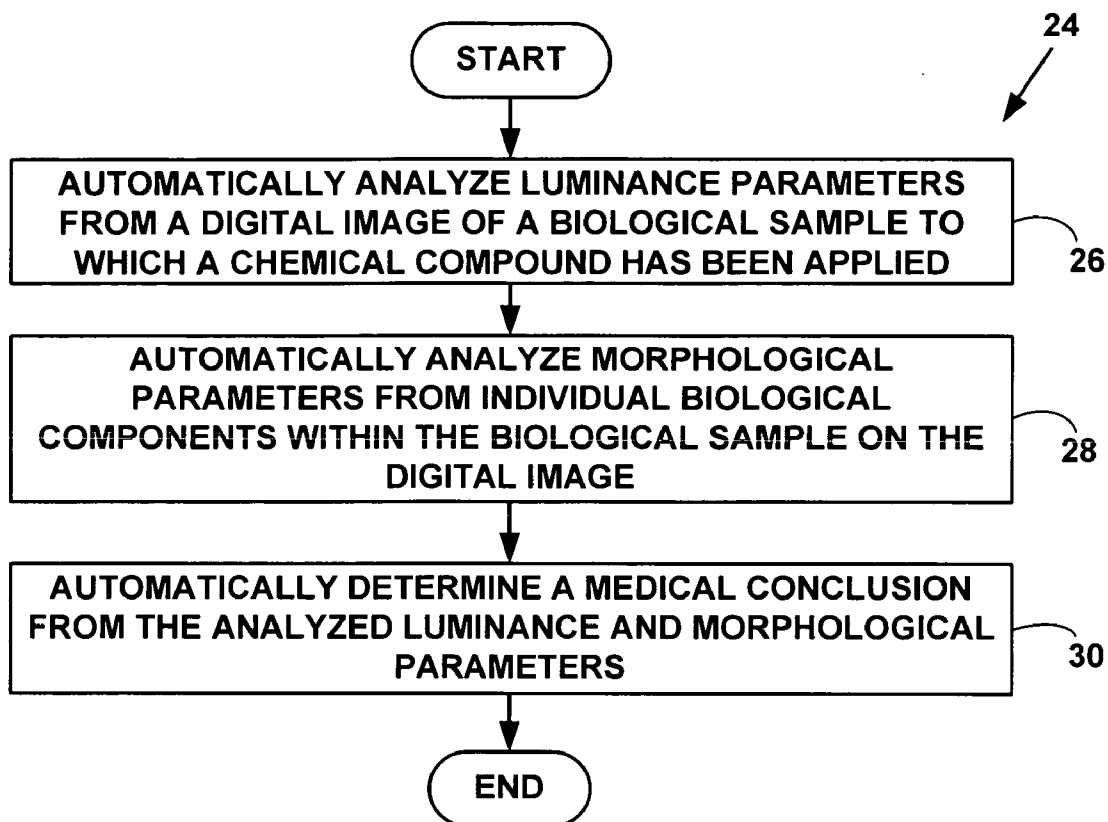 24
START
AUTOMATICALLY ANALYZE LUMINANCE PARAMETERS
FROM A DIGITAL IMAGE OF A BIOLOGICAL SAMPLE TO
WHICH A CHEMICAL COMPOUND HAS BEEN APPLIED
26
AUTOMATICALLY ANALYZE MORPHOLOGICAL
PARAMETERS FROM INDIVIDUAL BIOLOGICAL
COMPONENTS WITHIN THE BIOLOGICAL SAMPLE ON THE
DIGITAL IMAGE
28
AUTOMATICALLY DETERMINE A MEDICAL CONCLUSION
FROM THE ANALYZED LUMINANCE AND MORPHOLOGICAL
PARAMETERS
30
END